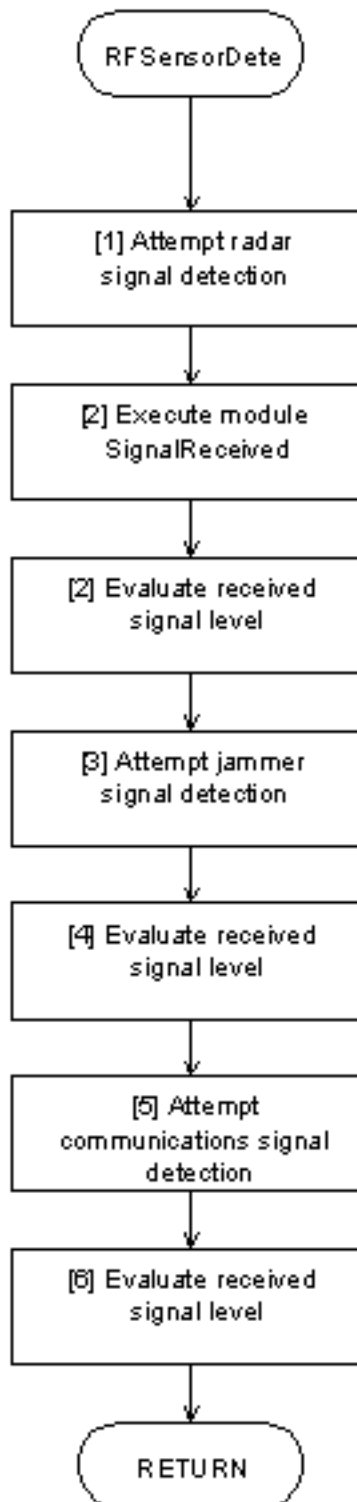 RFSensorDete
[1] Attempt radar
signal detection
[2] Execute module
SignalReceived
[2] Evaluate received
signal level
[3] Attempt jammer
signal detection
[4] Evaluate received
signal level
[5] Attempt
communications signal
detection
[6] Evaluate received
signal level
RETURN